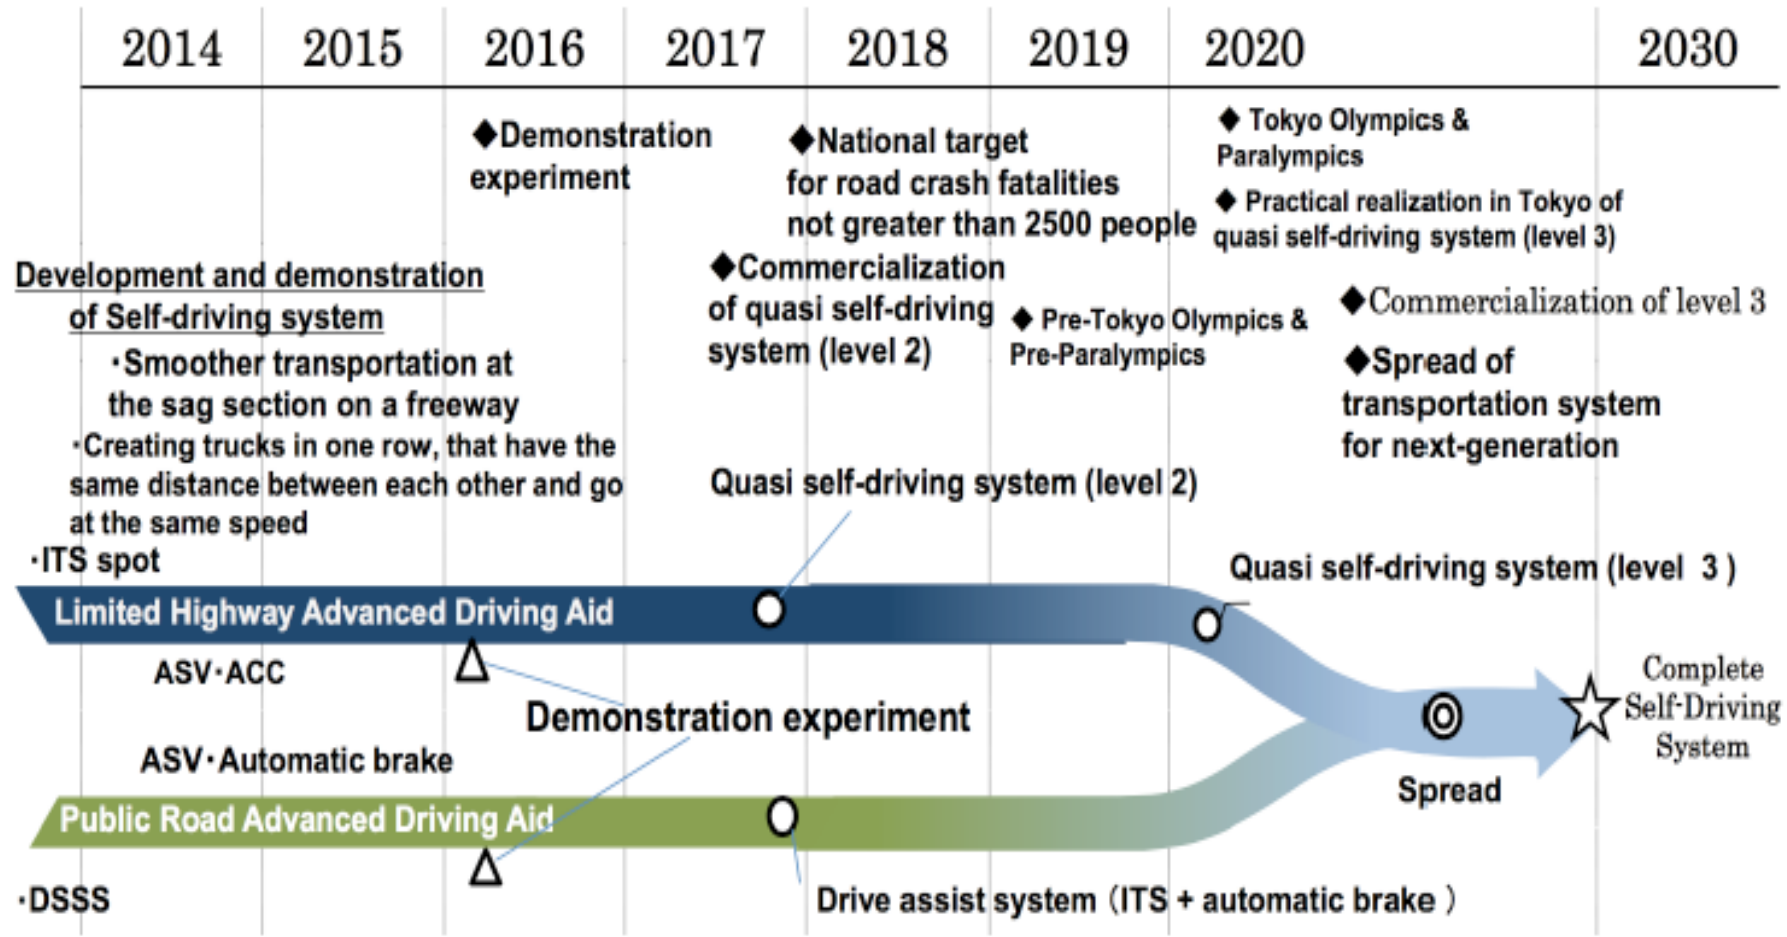 2014 2015 2016 2017 2018 2019 2020 2030
◆Demonstration
experiment
◆National target
for road crash fatalities
not greater than 2500 people
◆ Tokyo Olympics &
Paralympics
◆ Practical realization in Tokyo of
quasi self-driving system (level 3)
Development and demonstration
of Self-driving system
・Smoother transportation at
the sag section on a freeway
・Creating trucks in one row, that have the
same distance between each other and go
at the same speed
・ITS spot
◆Commercialization
of quasi self-driving
system (level 2)
◆ Pre-Tokyo Olympics &
Pre-Paralympics
◆Commercialization of level 3
◆Spread of
transportation system
for next-generation
Quasi self-driving system (level 2)
Quasi self-driving system (level 3 )
Limited Highway Advanced Driving Aid
ASV・ACC
Demonstration experiment
Complete
Self-Driving
System
ASV・Automatic brake
Spread
Public Road Advanced Driving Aid
・DSSS
Drive assist system（ITS + automatic brake ）